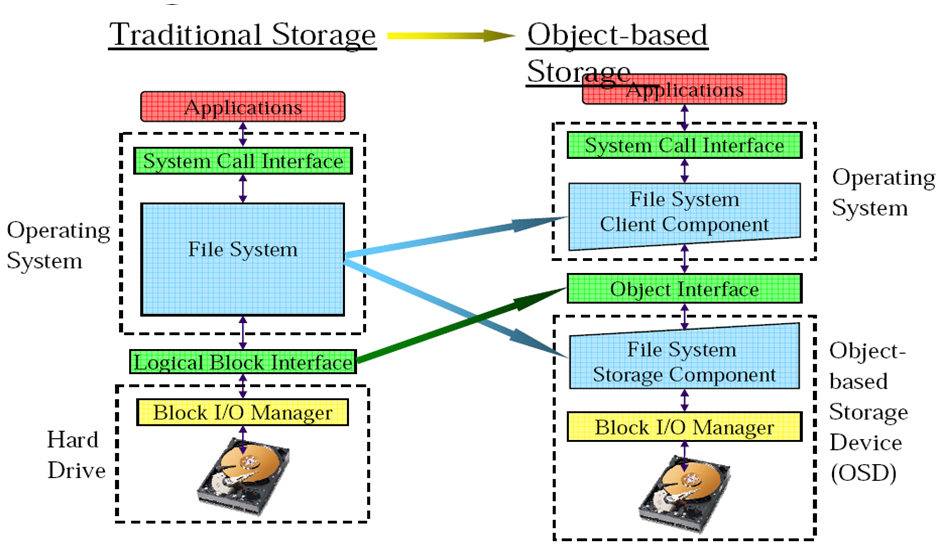 Traditional Storage
Object-based
Storage
Applications
System Call Interface
File System
Operating
System
Logical Block Interface
Block I/O Manager
Hard
Drive
Applications
System Call Interface
File System
Client Component
Operating
System
Object Interface
File System
Storage Component
Block I/O Manager
Object-
based
Storage
Device
(OSD)